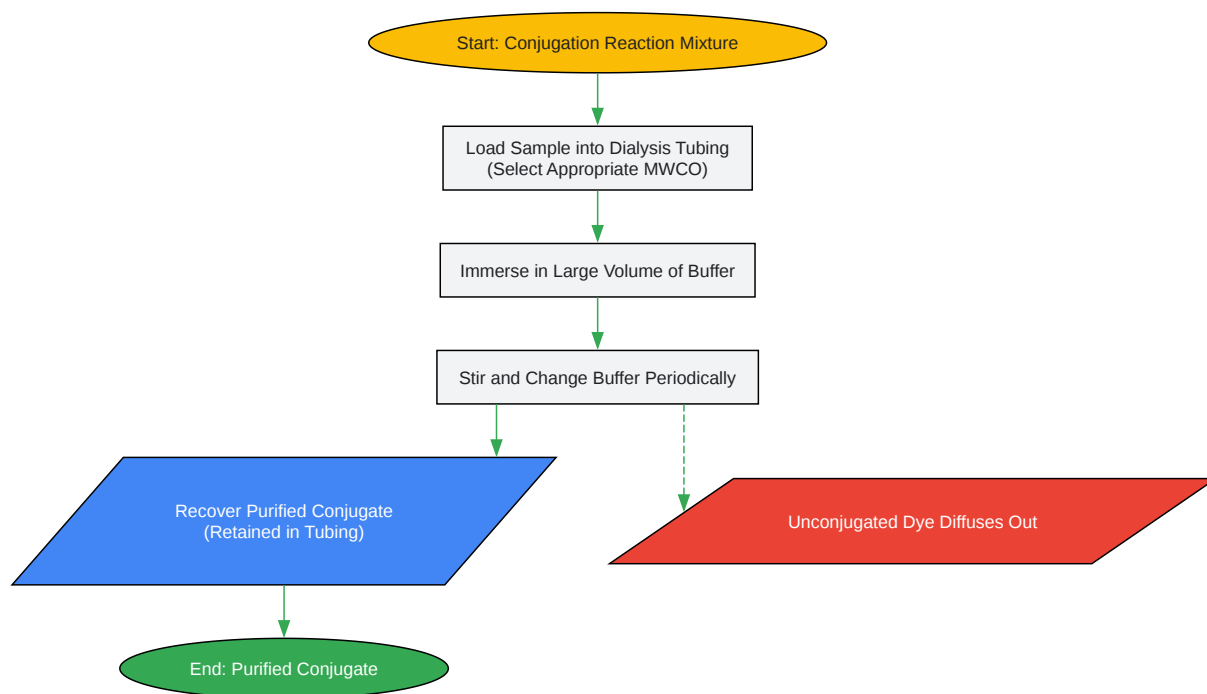 Start: Conjugation Reaction Mixture
Load Sample into Dialysis Tubing
(Select Appropriate MWCO)
Immerse in Large Volume of Buffer
Stir and Change Buffer Periodically
Recover Purified Conjugate
(Retained in Tubing)
Unconjugated Dye Diffuses Out
End: Purified Conjugate